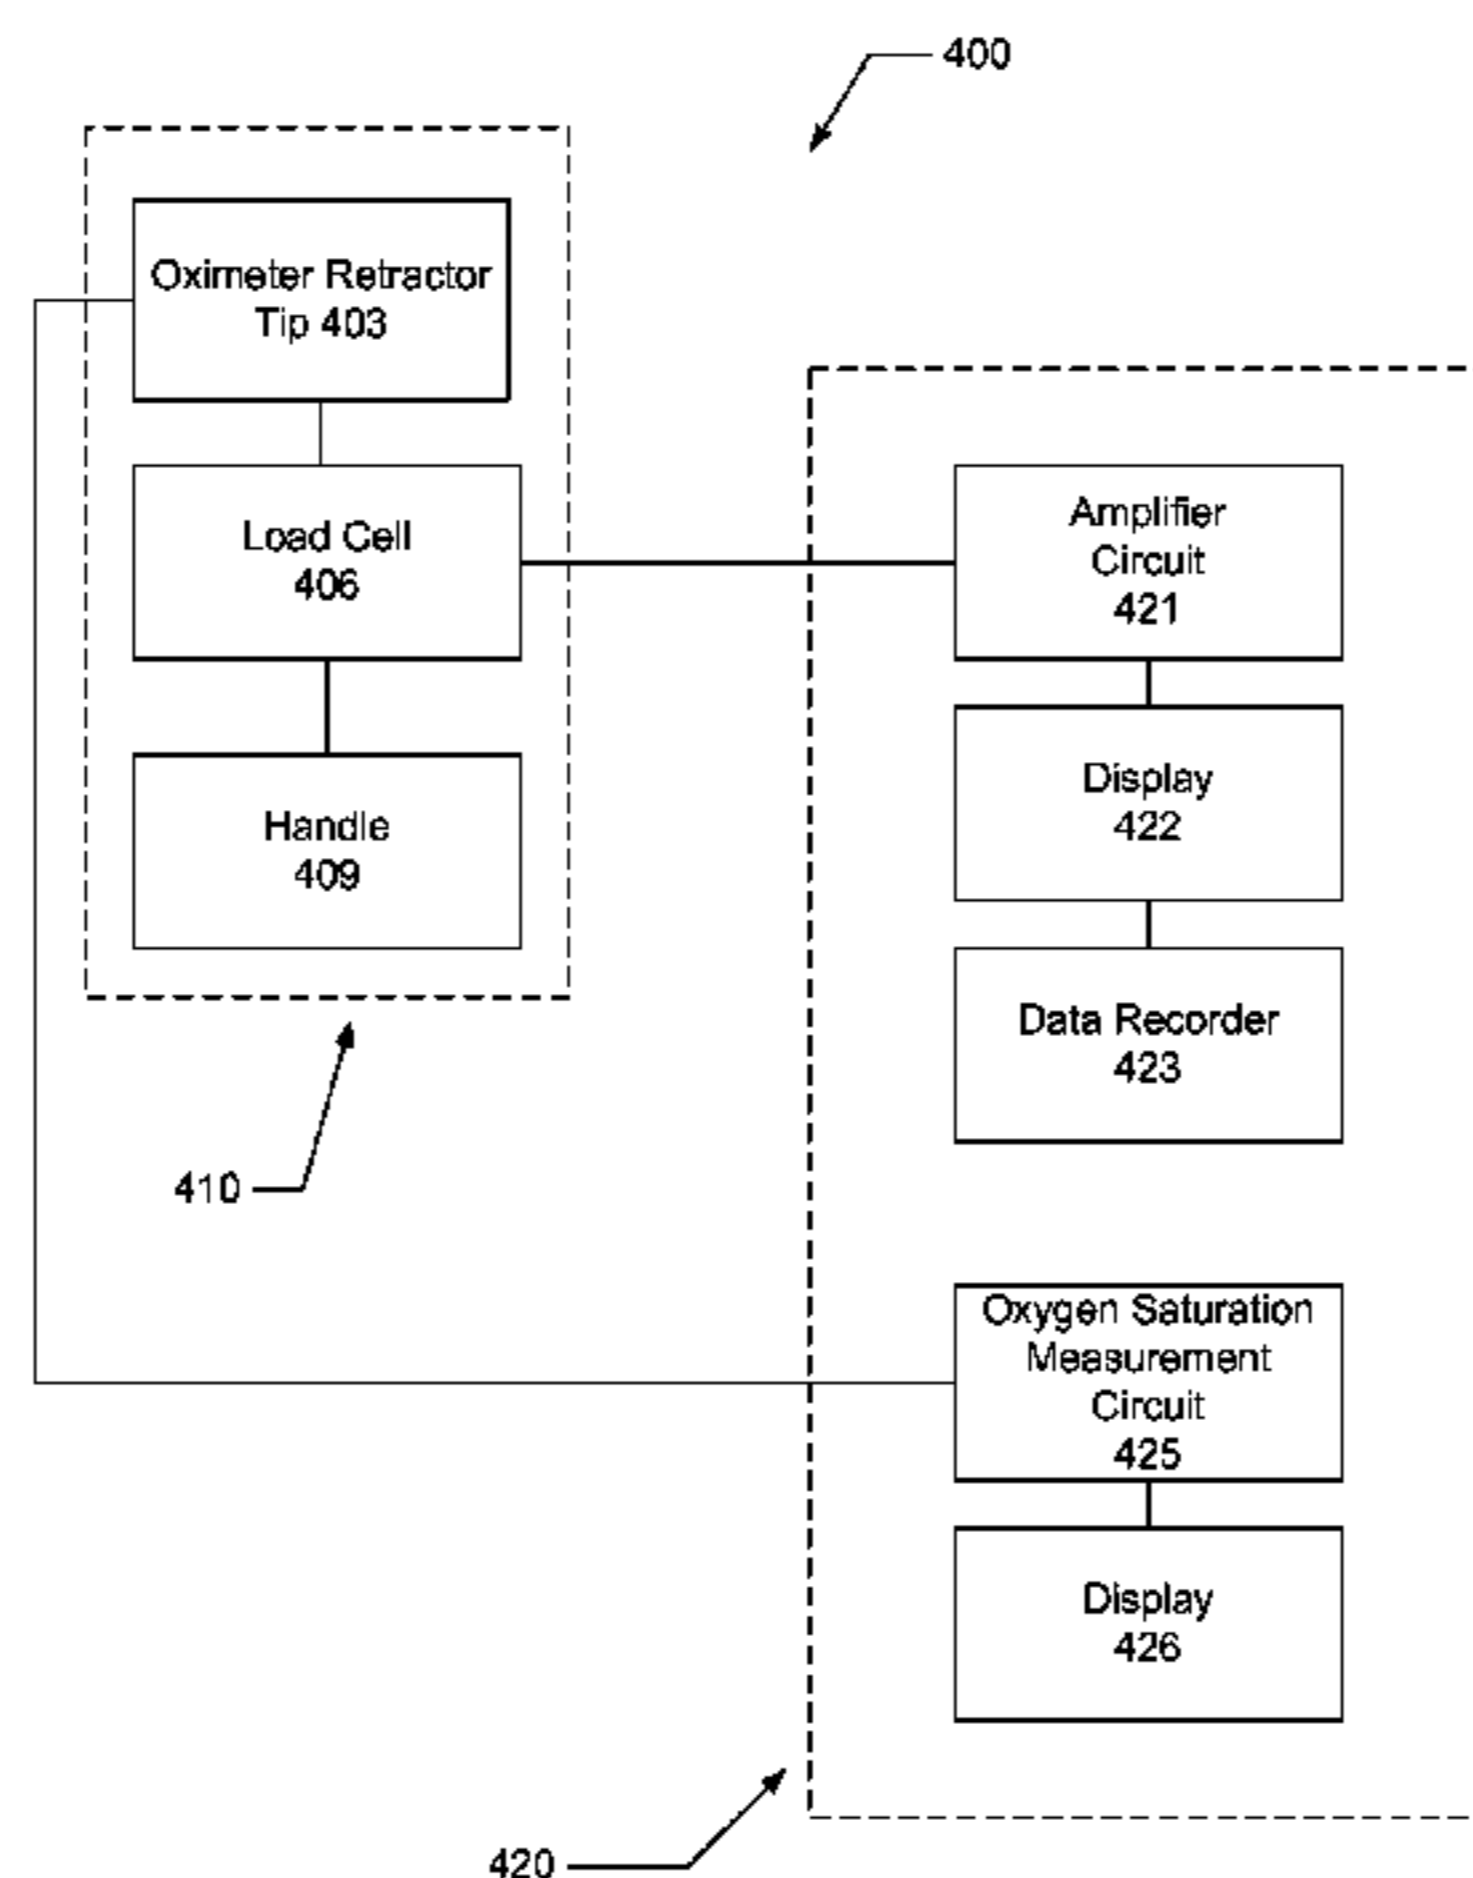 400
Oximeter Retractor
Tip 403
Load Cell
406
Handle
409
410
Amplifier
Circuit
421
Display
422
Data Recorder
423
Oxygen Saturation
Measurement
Circuit
425
Display
426
420